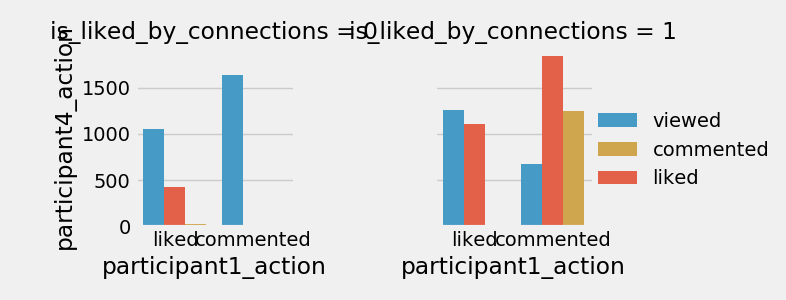 is_liked_by_connections = 0
is_liked_by_connections = 1
participant4_action
1500
1000
500
0
liked
commented
liked
commented
participant1_action
participant1_action
viewed
commented
liked